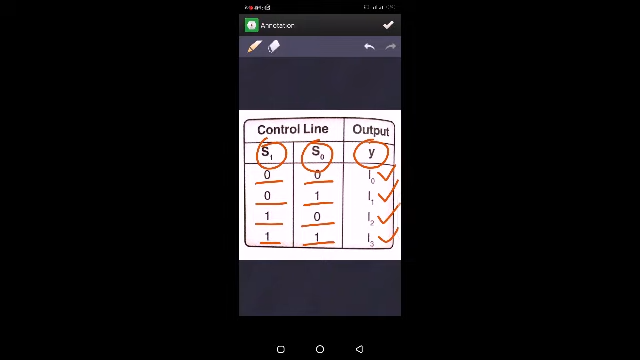 Annotation
Control Line Output
S1 S0 y
0 0 I0
0 1 I1
1 0 I2
1 1 I3